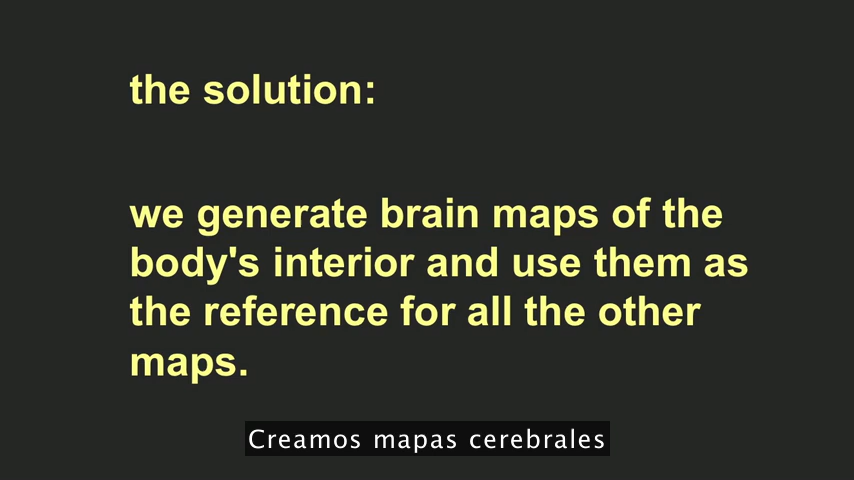 the solution:
we generate brain maps of the
body's interior and use them as
the reference for all the other
maps.
Creamos mapas cerebrales